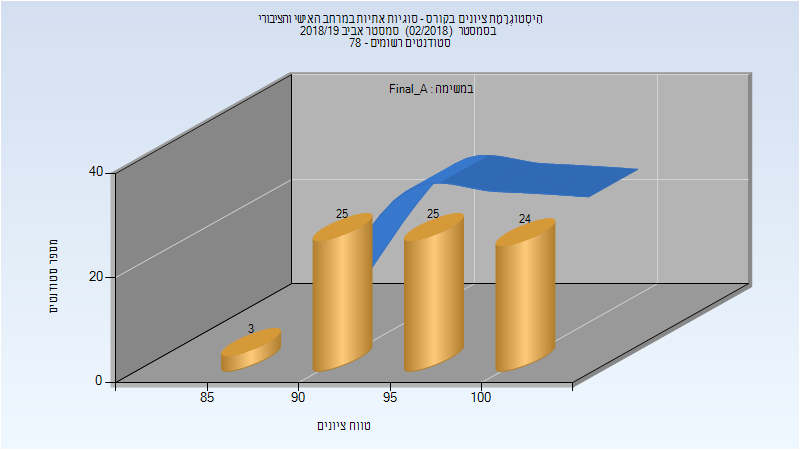 היסטוגרמת ציונים בקורס - סוגיות אתיות במרחב האישי והציבורי
בסמסטר (02/2018) סמסטר אביב 2018/19
סטודנטים רשומים - 78
במשימה : Final_A
מספר סטודנטים
40
20
0
3
25
25
24
85
90
95
100
טווח ציונים